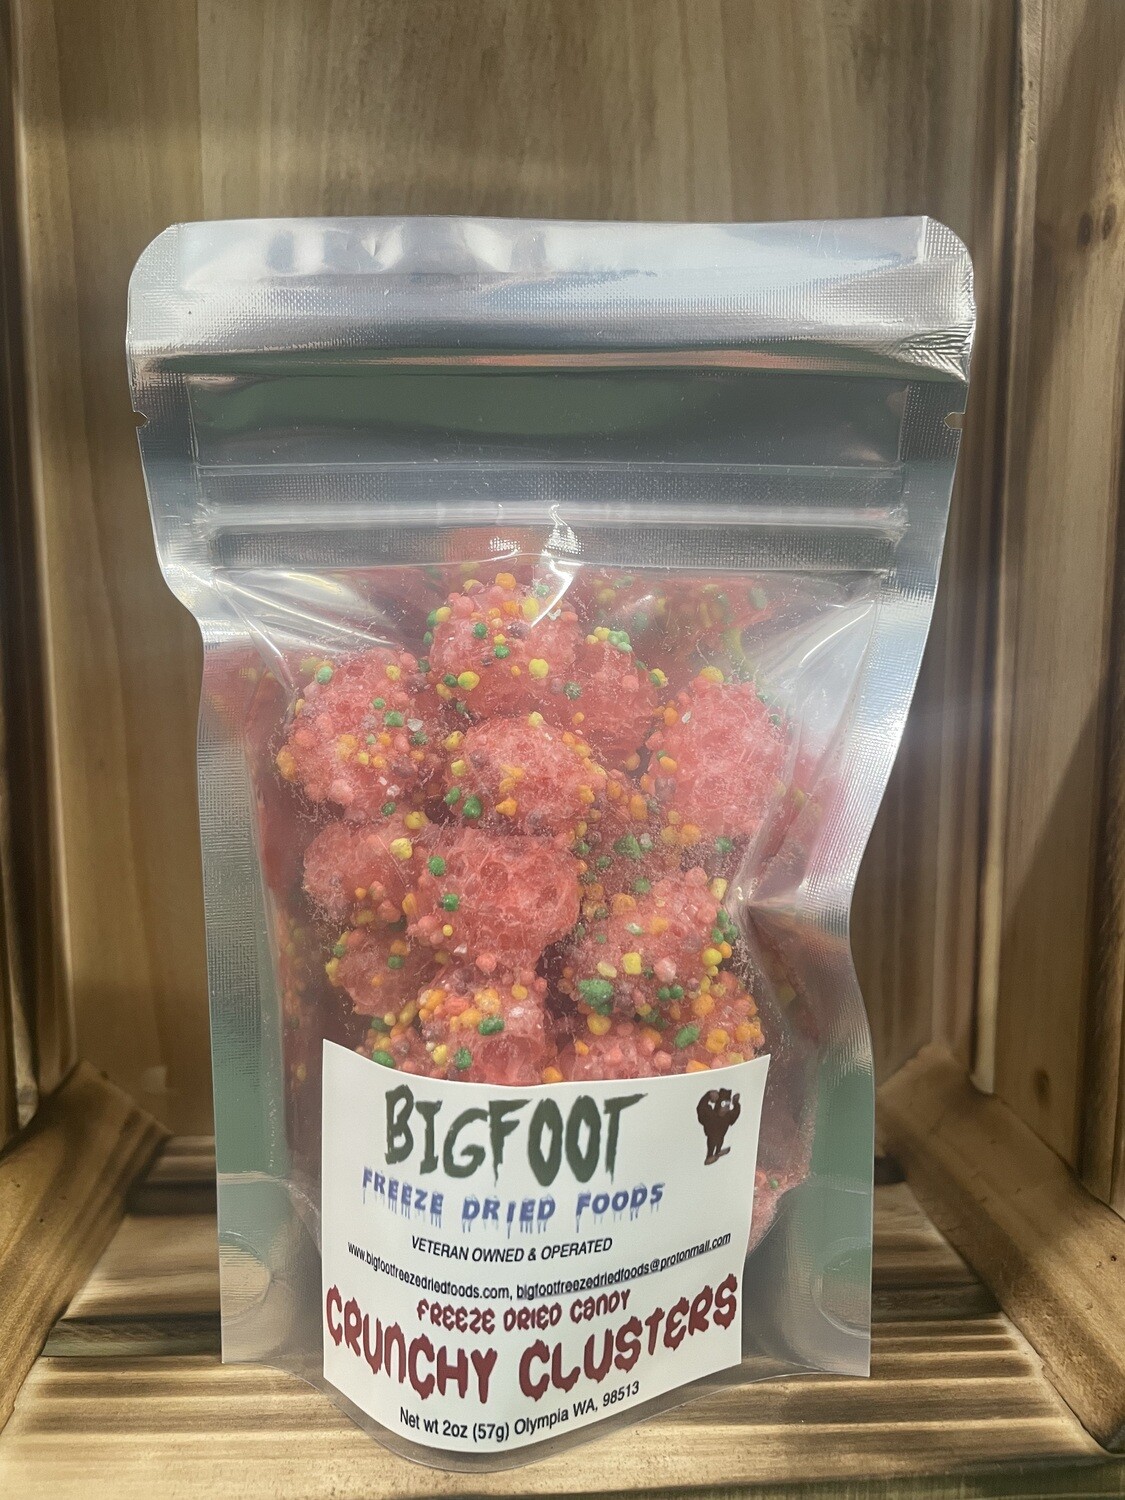 BIGFOOT
FREEZE DRIED FOODS
VETERAN OWNED & OPERATED
www.bigfootfreezedriedfoods.com, bigfootfreezedriedfoods@protonmail.com
FREEZE DRIED CANDY
CRUNCHY CLUSTERS
Net wt 2oz (57g) Olympia WA, 98513